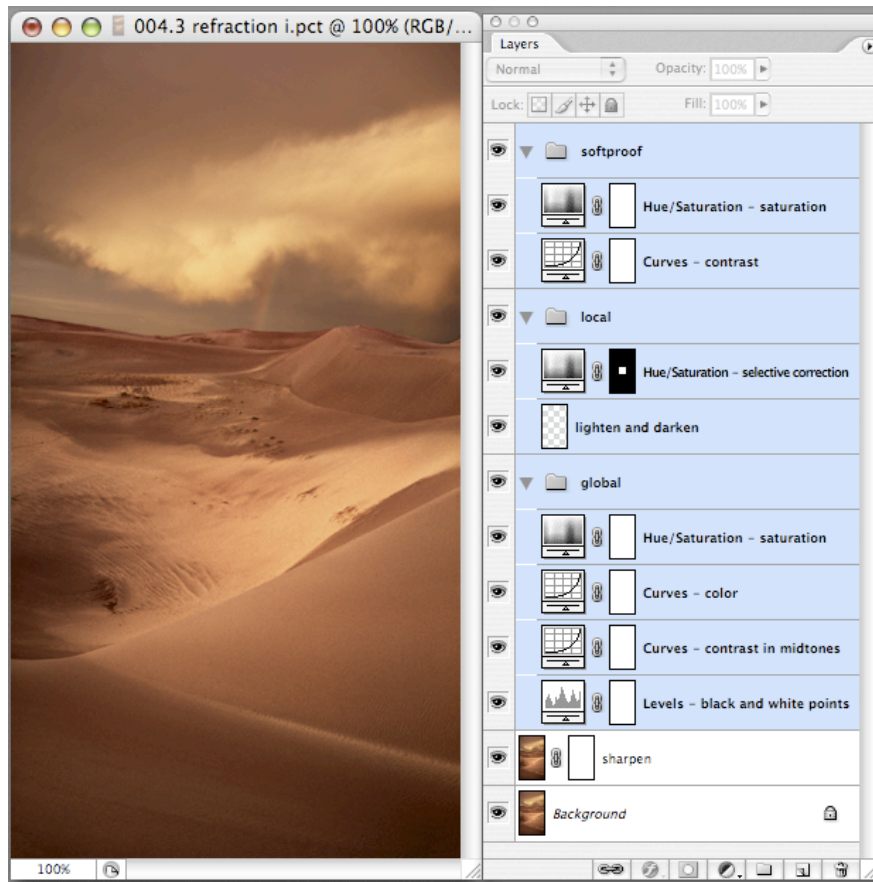 004.3 refraction i.pct @ 100% (RGB/...
Layers
Normal
Opacity: 100%
Lock:
Fill: 100%
softproof
Hue/Saturation – saturation
Curves – contrast
local
Hue/Saturation – selective correction
lighten and darken
global
Hue/Saturation – saturation
Curves – color
Curves – contrast in midtones
Levels – black and white points
sharpen
Background
100%